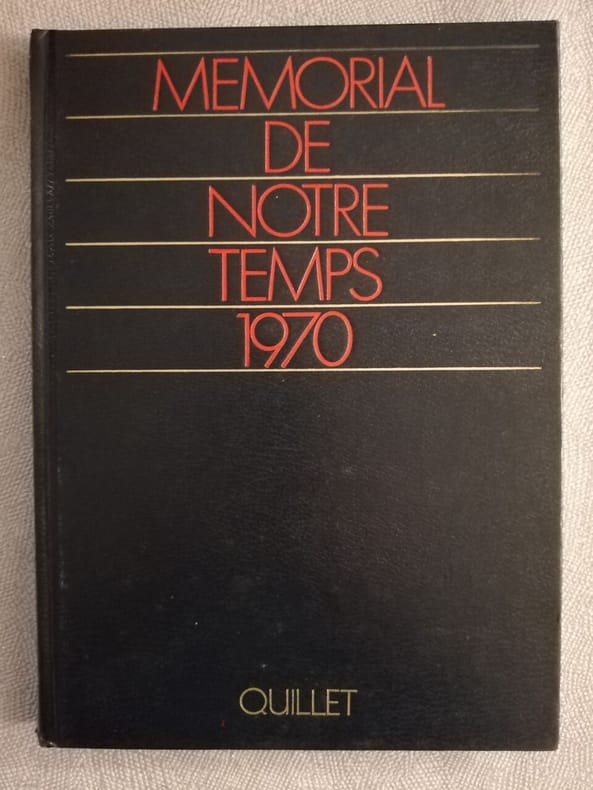 MEMORIAL
DE
NOTRE
TEMPS
1970
QUILLET